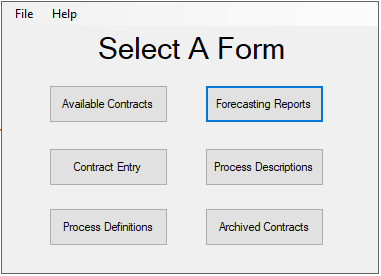 File Help
Select A Form
Available Contracts Forecasting Reports
Contract Entry Process Descriptions
Process Definitions Archived Contracts